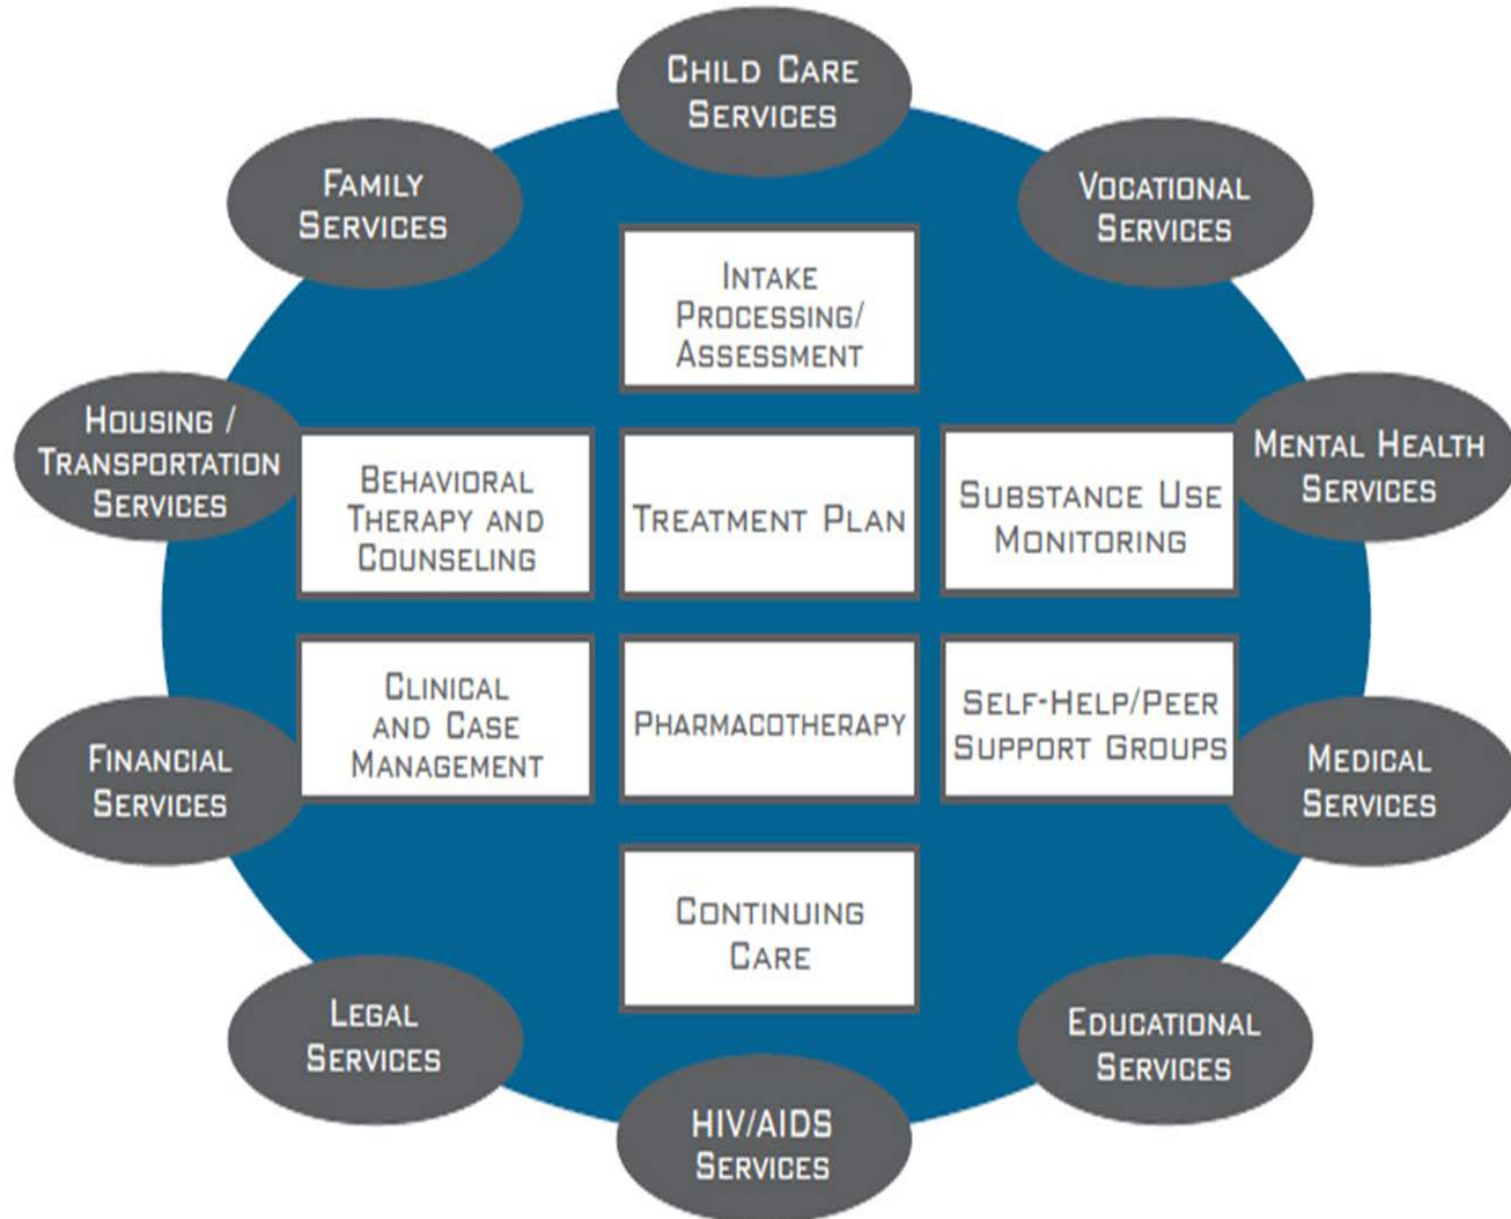 CHILD CARE
SERVICES
FAMILY
SERVICES
VOCATIONAL
SERVICES
INTAKE
PROCESSING/
ASSESSMENT
HOUSING /
TRANSPORTATION
SERVICES
BEHAVIORAL
THERAPY AND
COUNSELING
TREATMENT PLAN
SUBSTANCE USE
MONITORING
MENTAL HEALTH
SERVICES
FINANCIAL
SERVICES
CLINICAL
AND CASE
MANAGEMENT
PHARMACOTHERAPY
SELF-HELP/PEER
SUPPORT GROUPS
MEDICAL
SERVICES
CONTINUING
CARE
LEGAL
SERVICES
EDUCATIONAL
SERVICES
HIV/AIDS
SERVICES